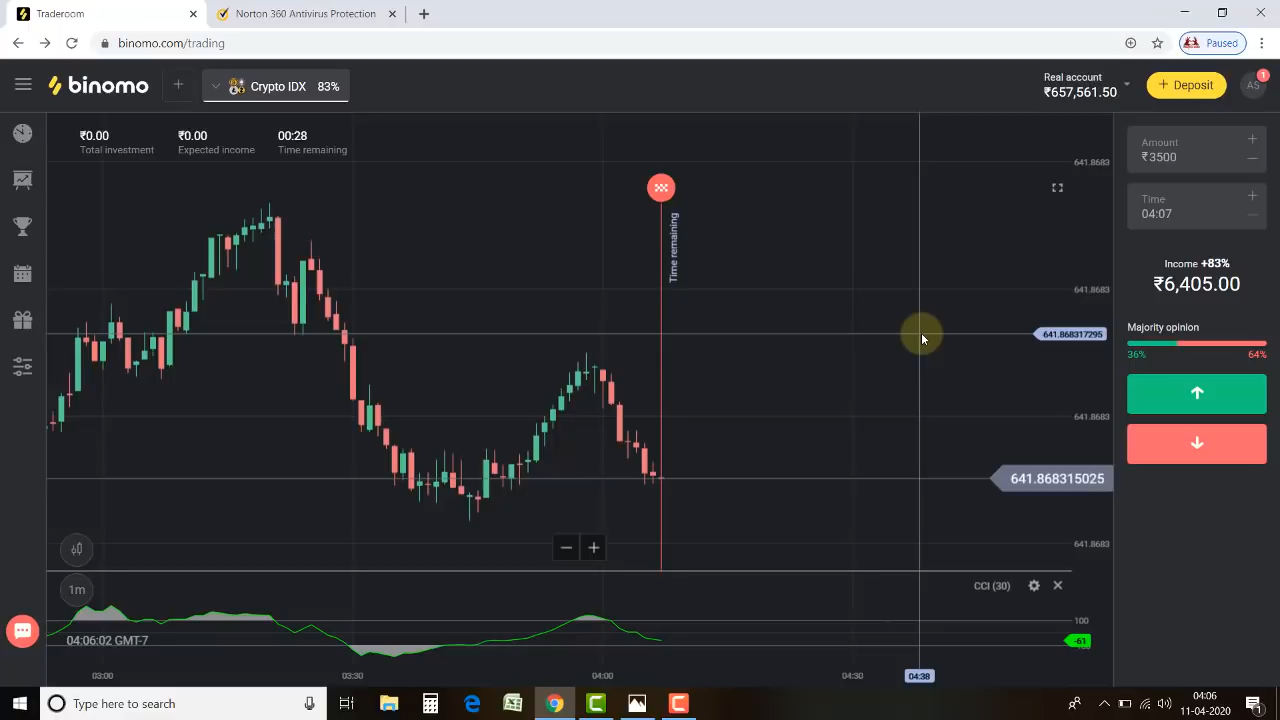 Traderoom
Norton 360 Antivirus Protection
binomo.com/trading
Paused
binomo
Crypto IDX 83%
Real account
₹657,561.50
Deposit
AS
1
₹0.00 ₹0.00 00:28
Total investment Expected income Time remaining
641.8683
Amount
₹3500
Time
04:07
Time remaining
641.8683
Income +83%
₹6,405.00
641.868317295
Majority opinion
36% 64%
641.8683
641.868315025
641.8683
1m
CCI (30)
100
04:06:02 GMT-7
-61
03:00 03:30 04:00 04:30 04:38
Type here to search
04:06
11-04-2020
1